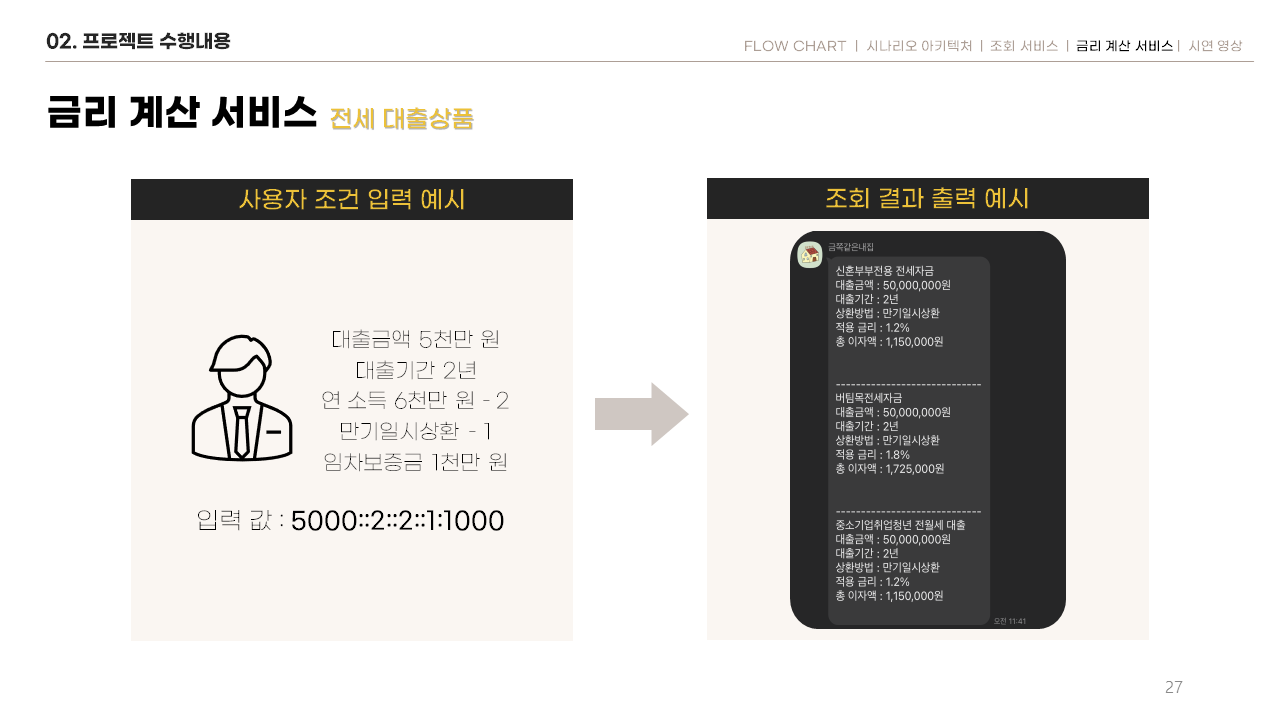 02. 프로젝트 수행내용
FLOW CHART | 시나리오 아키텍처 | 조회 서비스 | 금리 계산 서비스 | 시연 영상
금리 계산 서비스 전세 대출상품
사용자 조건 입력 예시
대출금액 5천만 원
대출기간 2년
연 소득 6천만 원 - 2
만기일시상환 - 1
임차보증금 1천만 원
입력 값 : 5000::2::2::1:1000
조회 결과 출력 예시
금쪽같은내집
신혼부부전용 전세자금
대출금액 : 50,000,000원
대출기간 : 2년
상환방법 : 만기일시상환
적용 금리 : 1.2%
총 이자액 : 1,150,000원
-----------------------------
버팀목전세자금
대출금액 : 50,000,000원
대출기간 : 2년
상환방법 : 만기일시상환
적용 금리 : 1.8%
총 이자액 : 1,725,000원
-----------------------------
중소기업취업청년 전월세 대출
대출금액 : 50,000,000원
대출기간 : 2년
상환방법 : 만기일시상환
적용 금리 : 1.2%
총 이자액 : 1,150,000원
오전 11:41
27